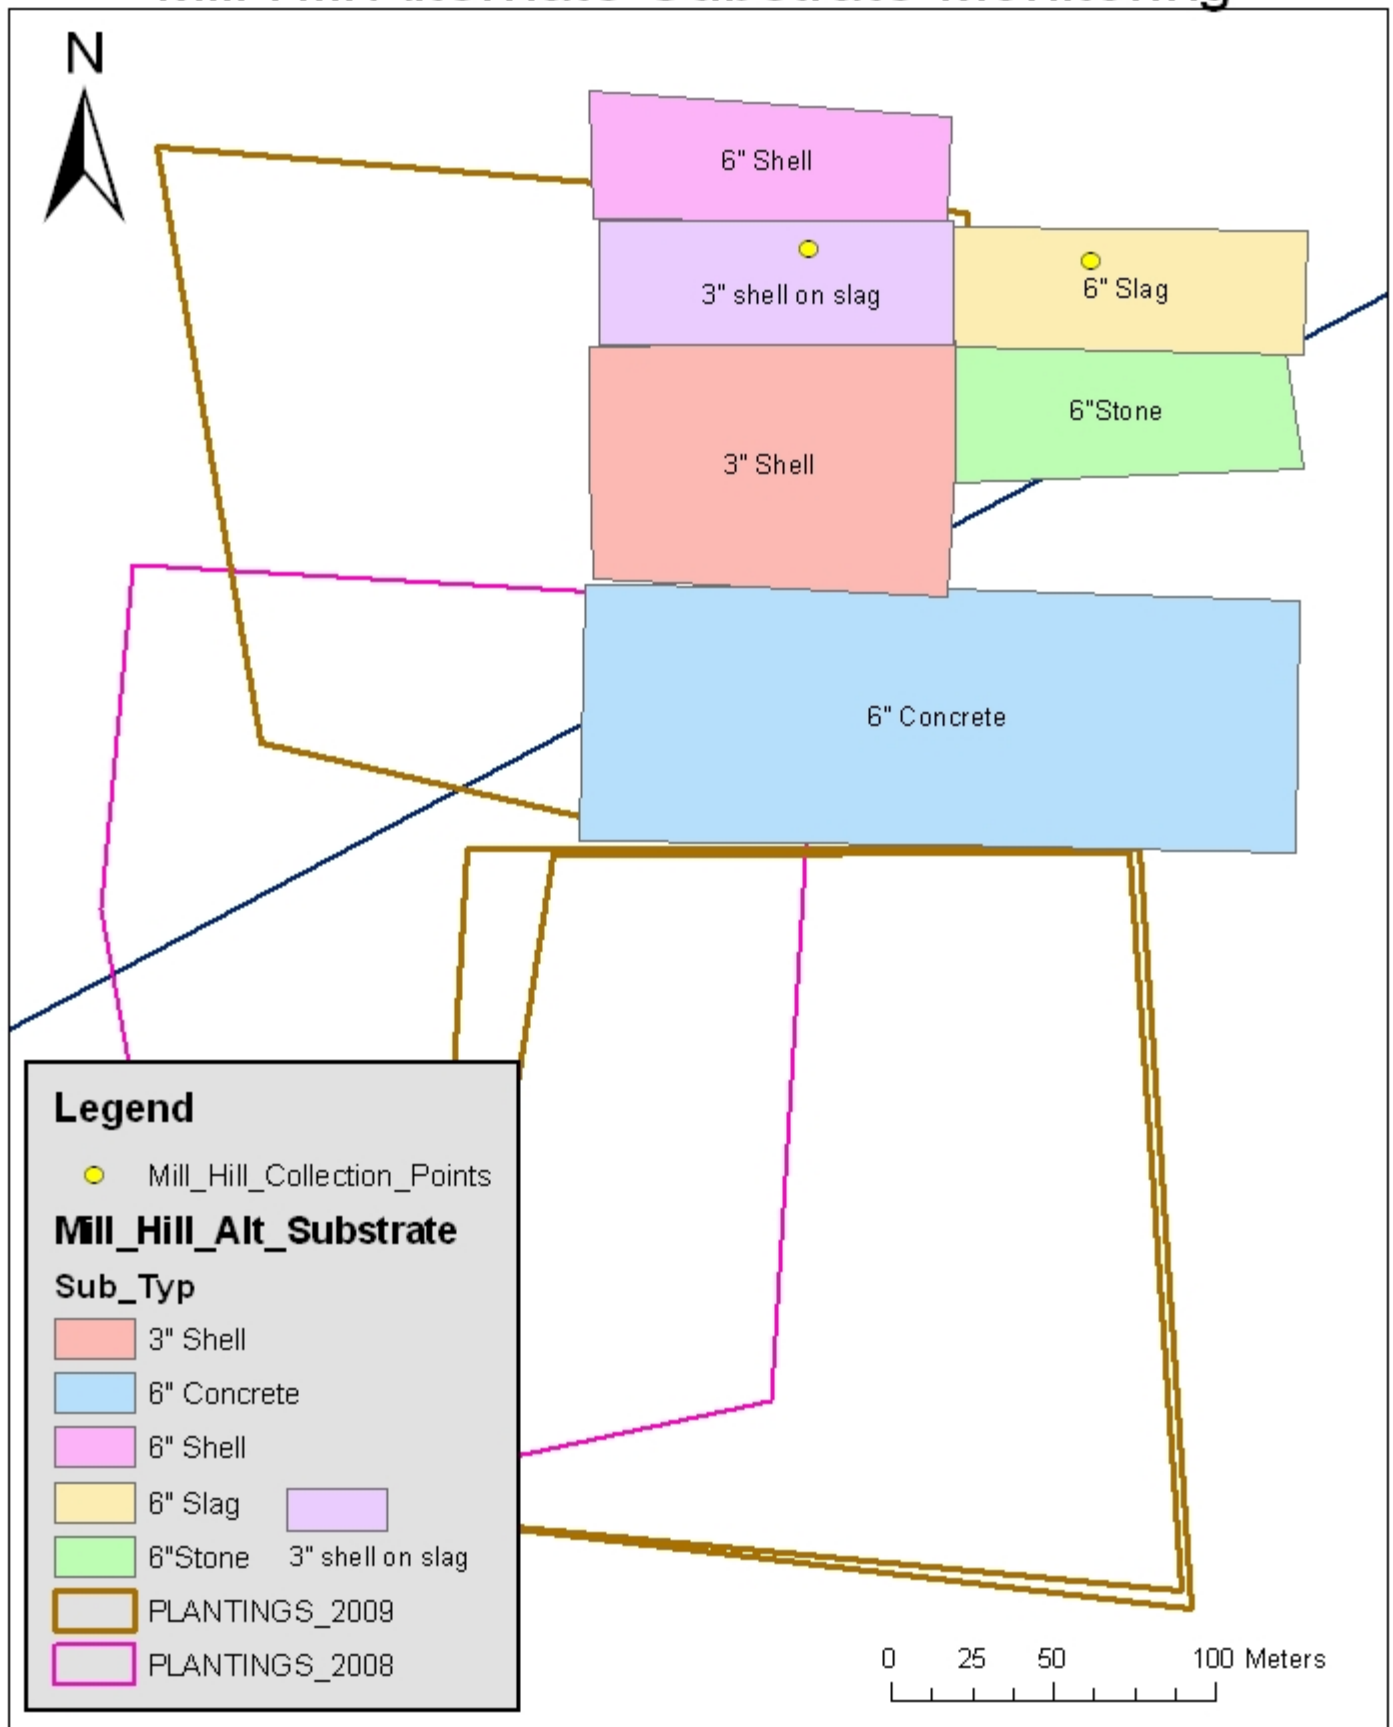 N
6" Shell
3" shell on slag
6" Slag
6"Stone
3" Shell
6" Concrete
Legend
Mill_Hill_Collection_Points
Mill_Hill_Alt_Substrate
Sub_Typ
3" Shell
6" Concrete
6" Shell
6" Slag
6"Stone
3" shell on slag
PLANTINGS_2009
PLANTINGS_2008
0 25 50 100 Meters